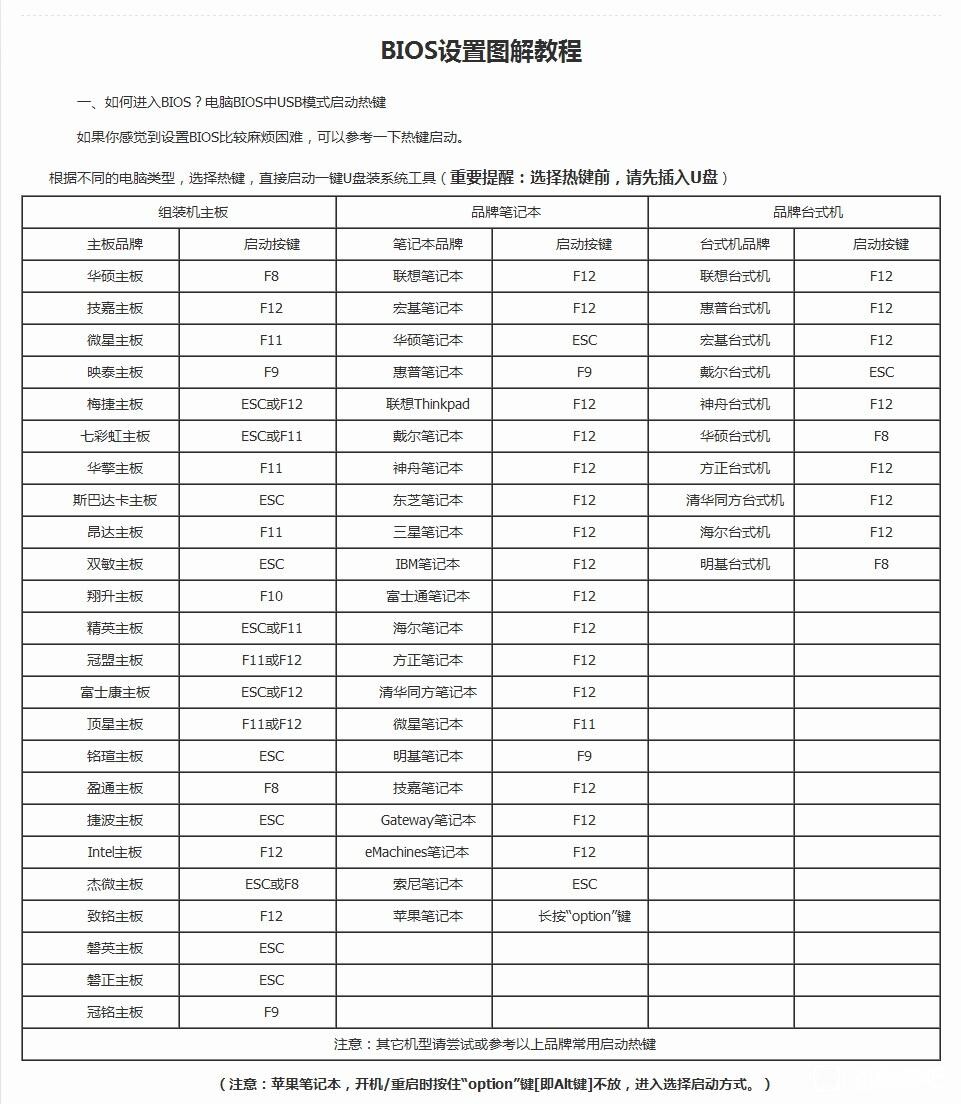 BIOS设置图解教程
一、如何进入BIOS？电脑BIOS中USB模式启动热键
如果你感觉到设置BIOS比较麻烦困难，可以参考一下热键启动。
根据不同的电脑类型，选择热键，直接启动一键U盘装系统工具（重要提醒：选择热键前，请先插入U盘）
组装机主板 品牌笔记本 品牌台式机
主板品牌 启动按键 笔记本品牌 启动按键 台式机品牌 启动按键
华硕主板 F8 联想笔记本 F12 联想台式机 F12
技嘉主板 F12 宏基笔记本 F12 惠普台式机 F12
微星主板 F11 华硕笔记本 ESC 宏基台式机 F12
映泰主板 F9 惠普笔记本 F9 戴尔台式机 ESC
梅捷主板 ESC或F12 联想Thinkpad F12 神舟台式机 F12
七彩虹主板 ESC或F11 戴尔笔记本 F12 华硕台式机 F8
华擎主板 F11 神舟笔记本 F12 方正台式机 F12
斯巴达卡主板 ESC 东芝笔记本 F12 清华同方台式机 F12
昂达主板 F11 三星笔记本 F12 海尔台式机 F12
双敏主板 ESC IBM笔记本 F12 明基台式机 F8
翔升主板 F10 富士通笔记本 F12
精英主板 ESC或F11 海尔笔记本 F12
冠盟主板 F11或F12 方正笔记本 F12
富士康主板 ESC或F12 清华同方笔记本 F12
顶星主板 F11或F12 微星笔记本 F11
铭瑄主板 ESC 明基笔记本 F9
盈通主板 F8 技嘉笔记本 F12
捷波主板 ESC Gateway笔记本 F12
Intel主板 F12 eMachines笔记本 F12
杰微主板 ESC或F8 索尼笔记本 ESC
致铭主板 F12 苹果笔记本 长按“option”键
磐英主板 ESC
磐正主板 ESC
冠铭主板 F9
注意：其它机型请尝试或参考以上品牌常用启动热键
（注意：苹果笔记本，开机/重启时按住“option”键[即Alt键]不放，进入选择启动方式。）